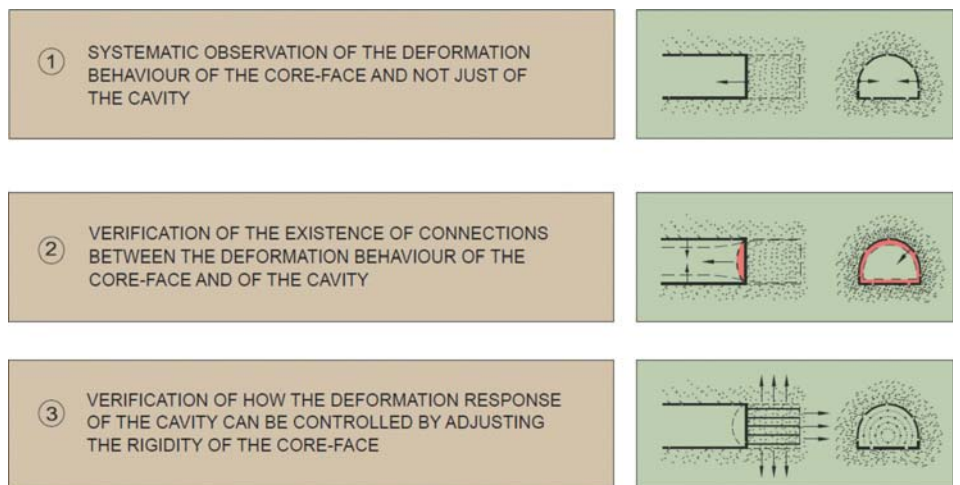 1
SYSTEMATIC OBSERVATION OF THE DEFORMATION
BEHAVIOUR OF THE CORE-FACE AND NOT JUST OF
THE CAVITY
2
VERIFICATION OF THE EXISTENCE OF CONNECTIONS
BETWEEN THE DEFORMATION BEHAVIOUR OF THE
CORE-FACE AND OF THE CAVITY
3
VERIFICATION OF HOW THE DEFORMATION RESPONSE
OF THE CAVITY CAN BE CONTROLLED BY ADJUSTING
THE RIGIDITY OF THE CORE-FACE